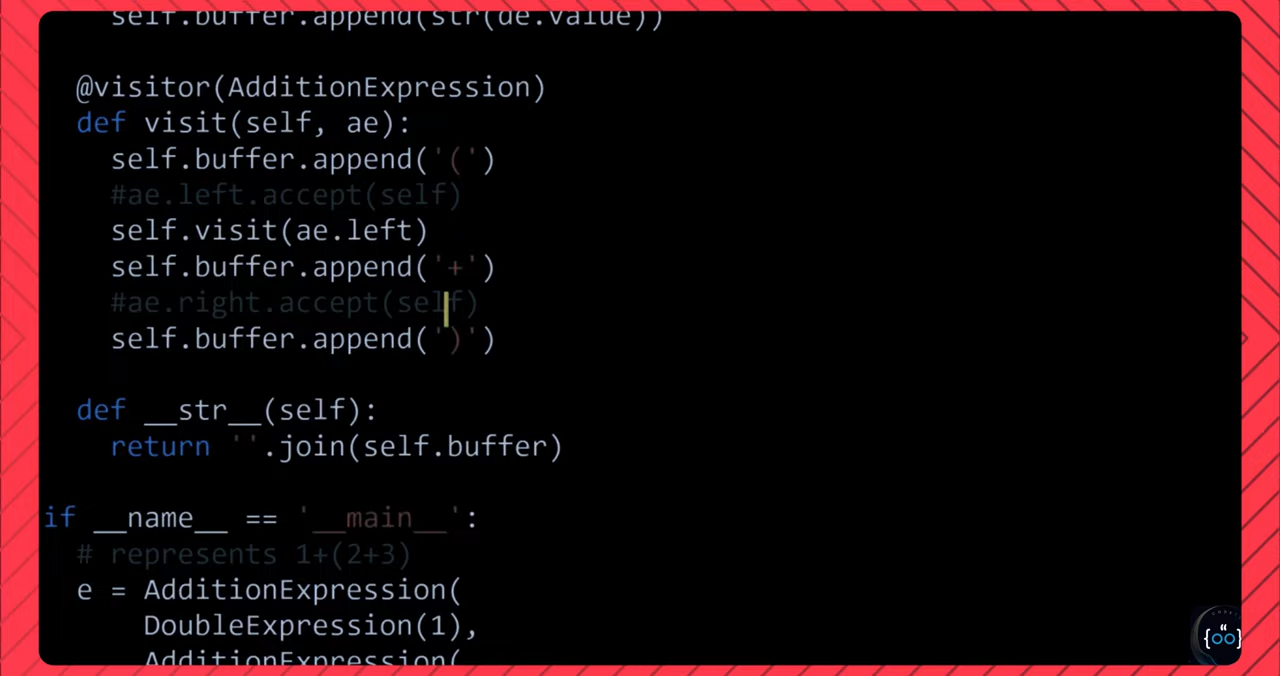 self.buffer.append(str(de.value))
@visitor(AdditionExpression)
def visit(self, ae):
self.buffer.append('(')
#ae.left.accept(self)
self.visit(ae.left)
self.buffer.append('+')
#ae.right.accept(self)
self.buffer.append(')')
def __str__(self):
return ''.join(self.buffer)
if __name__ == '__main__':
# represents 1+(2+3)
e = AdditionExpression(
DoubleExpression(1),
AdditionExpression(